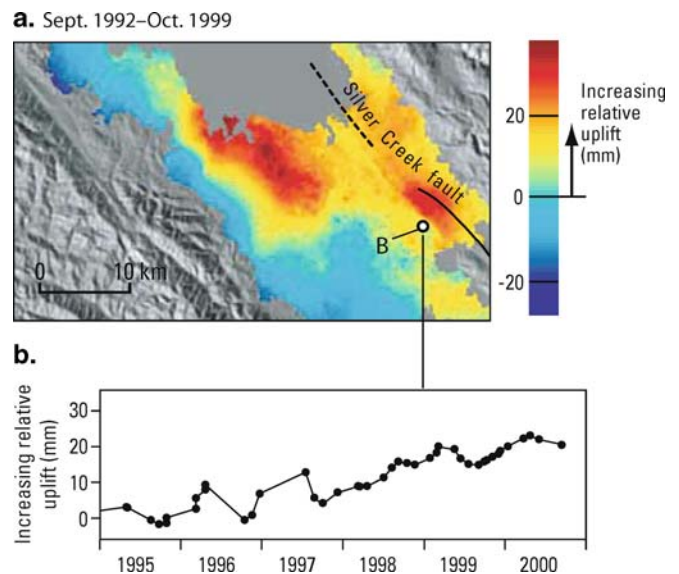 a. Sept. 1992–Oct. 1999
Silver Creek fault
B
0 10 km
20
0
-20
Increasing
relative
uplift
(mm)
b.
Increasing relative
uplift (mm)
30
20
10
0
1995 1996 1997 1998 1999 2000